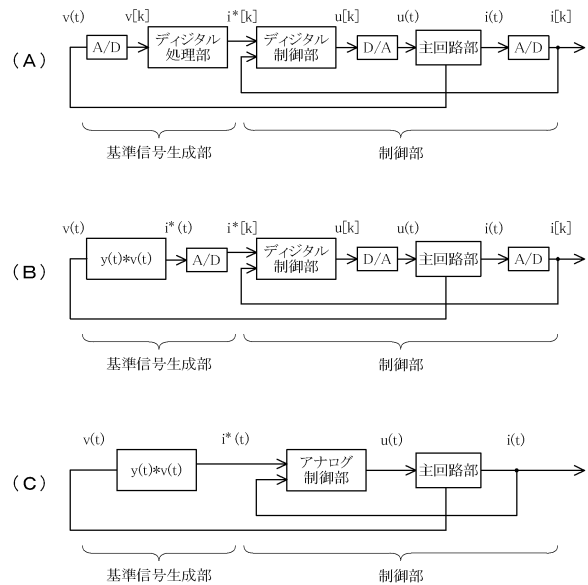 v(t) v[k] i*[k] u[k] u(t) i(t) i[k]
(A) A/D ディジタル処理部 ディジタル制御部 D/A 主回路部 A/D
基準信号生成部 制御部
v(t) i*(t) i*[k] u[k] u(t) i(t) i[k]
(B) y(t)*v(t) A/D ディジタル制御部 D/A 主回路部 A/D
基準信号生成部 制御部
v(t) i*(t) u(t) i(t)
(C) y(t)*v(t) アナログ制御部 主回路部
基準信号生成部 制御部